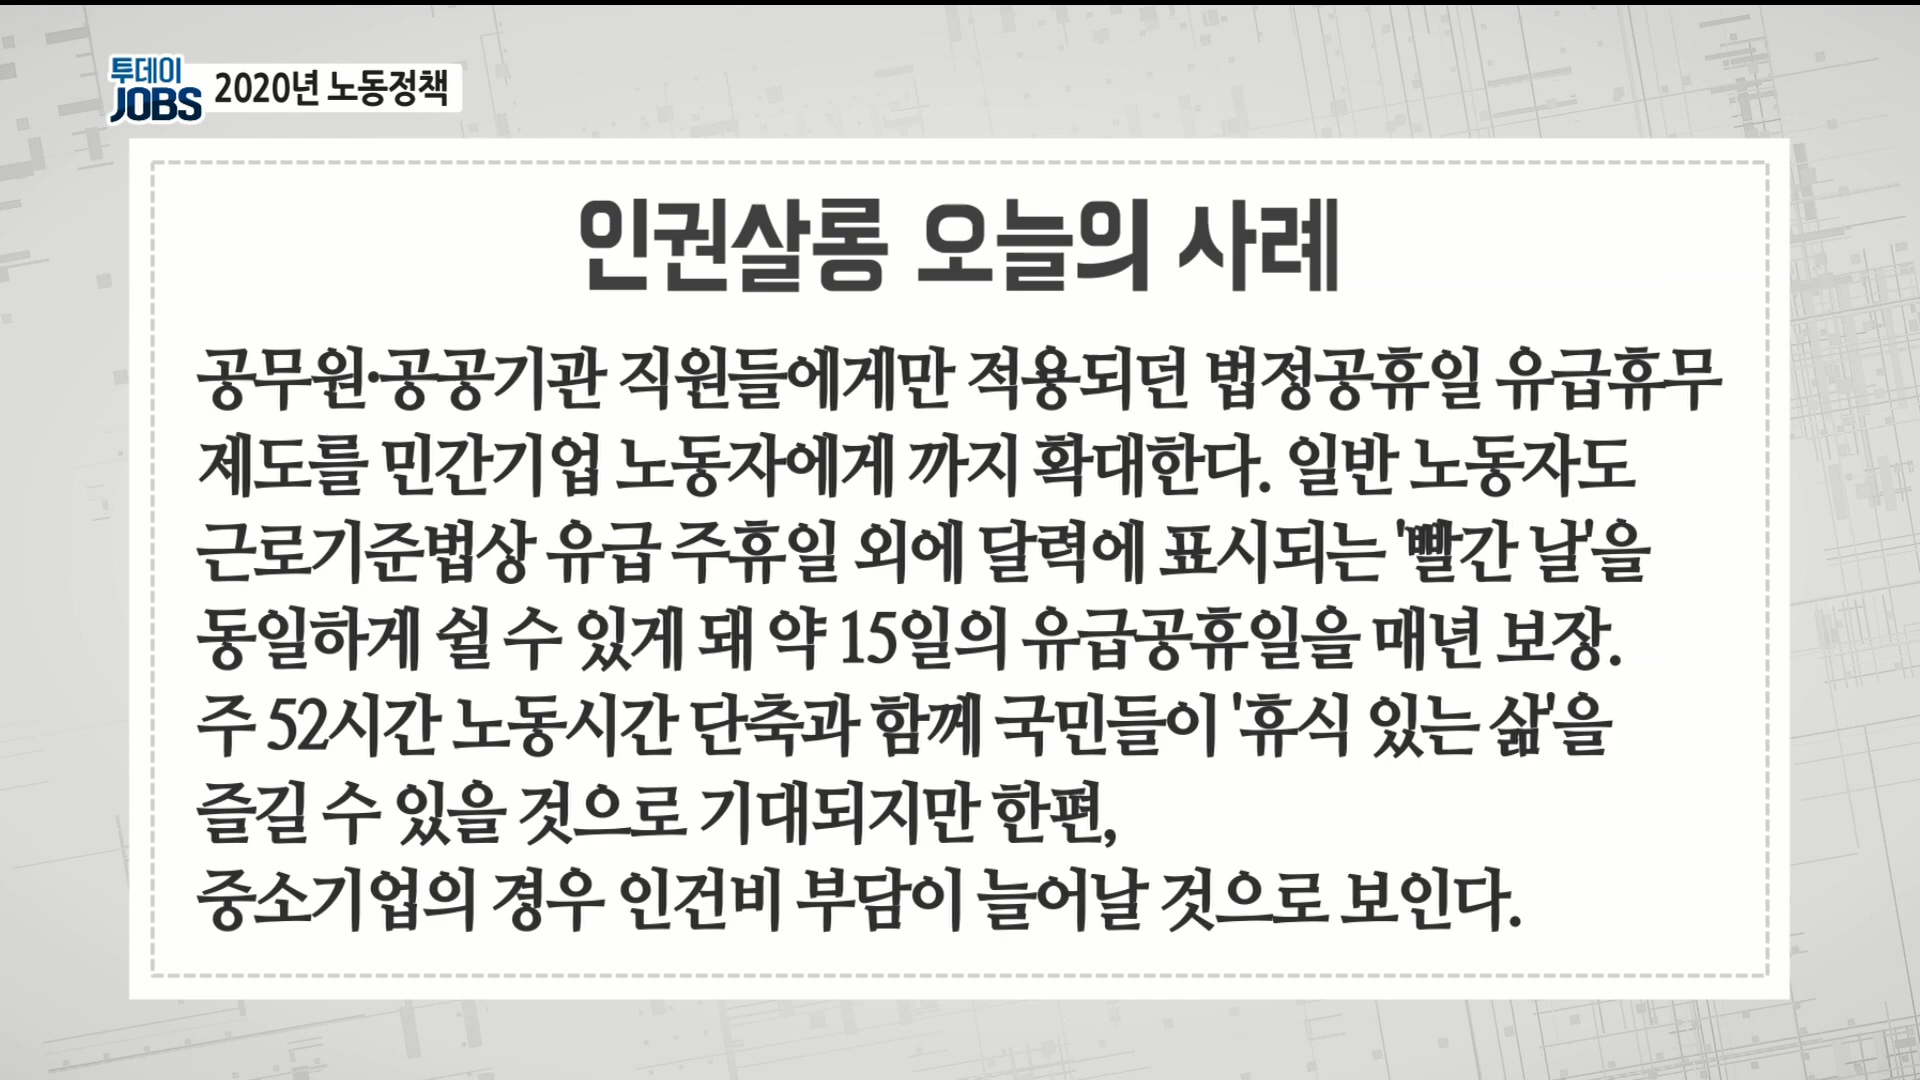 투데이
JOBS
2020년 노동정책
인권살롱 오늘의 사례
공무원·공공기관 직원들에게만 적용되던 법정공휴일 유급휴무
제도를 민간기업 노동자에게 까지 확대한다. 일반 노동자도
근로기준법상 유급 주휴일 외에 달력에 표시되는 '빨간 날'을
동일하게 쉴 수 있게 돼 약 15일의 유급공휴일을 매년 보장.
주 52시간 노동시간 단축과 함께 국민들이 '휴식 있는 삶'을
즐길 수 있을 것으로 기대되지만 한편,
중소기업의 경우 인건비 부담이 늘어날 것으로 보인다.